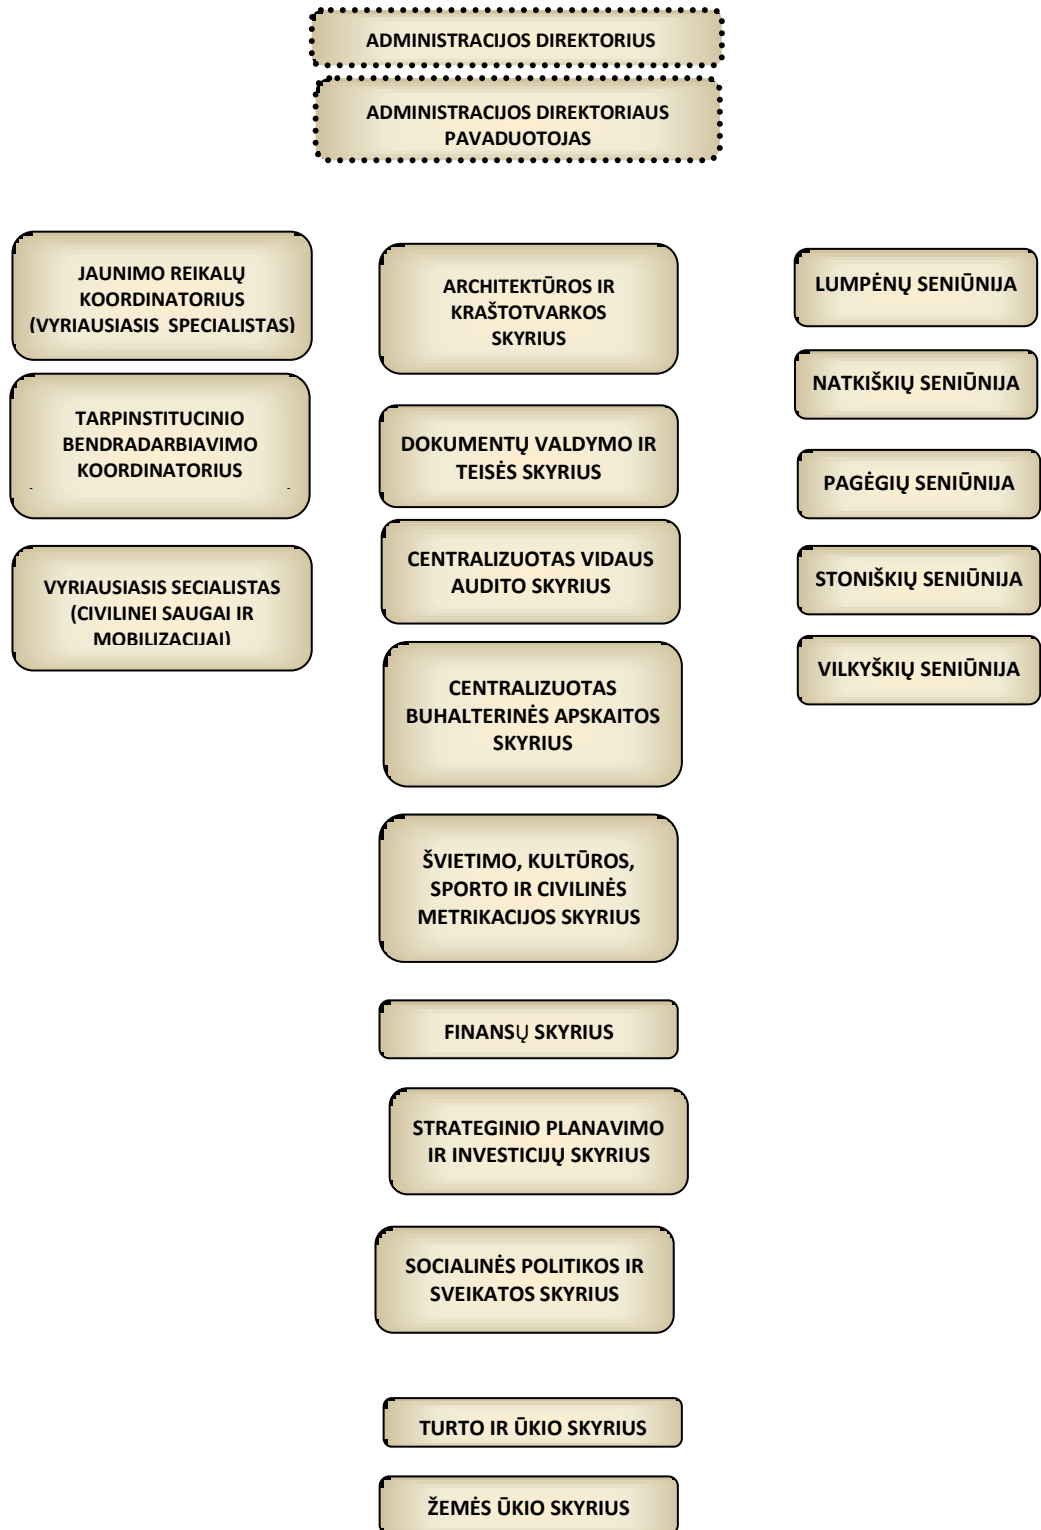 ADMINISTRACIJOS DIREKTORIUS
ADMINISTRACIJOS DIREKTORIAUS
PAVADUOTOJAS
JAUNIMO REIKALŲ
KOORDINATORIUS
(VYRIAUSIASIS SPECIALISTAS)
TARPINSTITUCINIO
BENDRADARBIAVIMO
KOORDINATORIUS
VYRIAUSIASIS SECIALISTAS
(CIVILINEI SAUGAI IR
MOBILIZACIJAI)
ARCHITEKTŪROS IR
KRAŠTOTVARKOS
SKYRIUS
DOKUMENTŲ VALDYMO IR
TEISĖS SKYRIUS
CENTRALIZUOTAS VIDAUS
AUDITO SKYRIUS
CENTRALIZUOTAS
BUHALTERINĖS APSKAITOS
SKYRIUS
ŠVIETIMO, KULTŪROS,
SPORTO IR CIVILINĖS
METRIKACIJOS SKYRIUS
FINANSŲ SKYRIUS
STRATEGINIO PLANAVIMO
IR INVESTICIJŲ SKYRIUS
SOCIALINĖS POLITIKOS IR
SVEIKATOS SKYRIUS
TURTO IR ŪKIO SKYRIUS
ŽEMĖS ŪKIO SKYRIUS
LUMPĖNŲ SENIŪNIJA
NATKIŠKIŲ SENIŪNIJA
PAGĖGIŲ SENIŪNIJA
STONIŠKIŲ SENIŪNIJA
VILKYŠKIŲ SENIŪNIJA